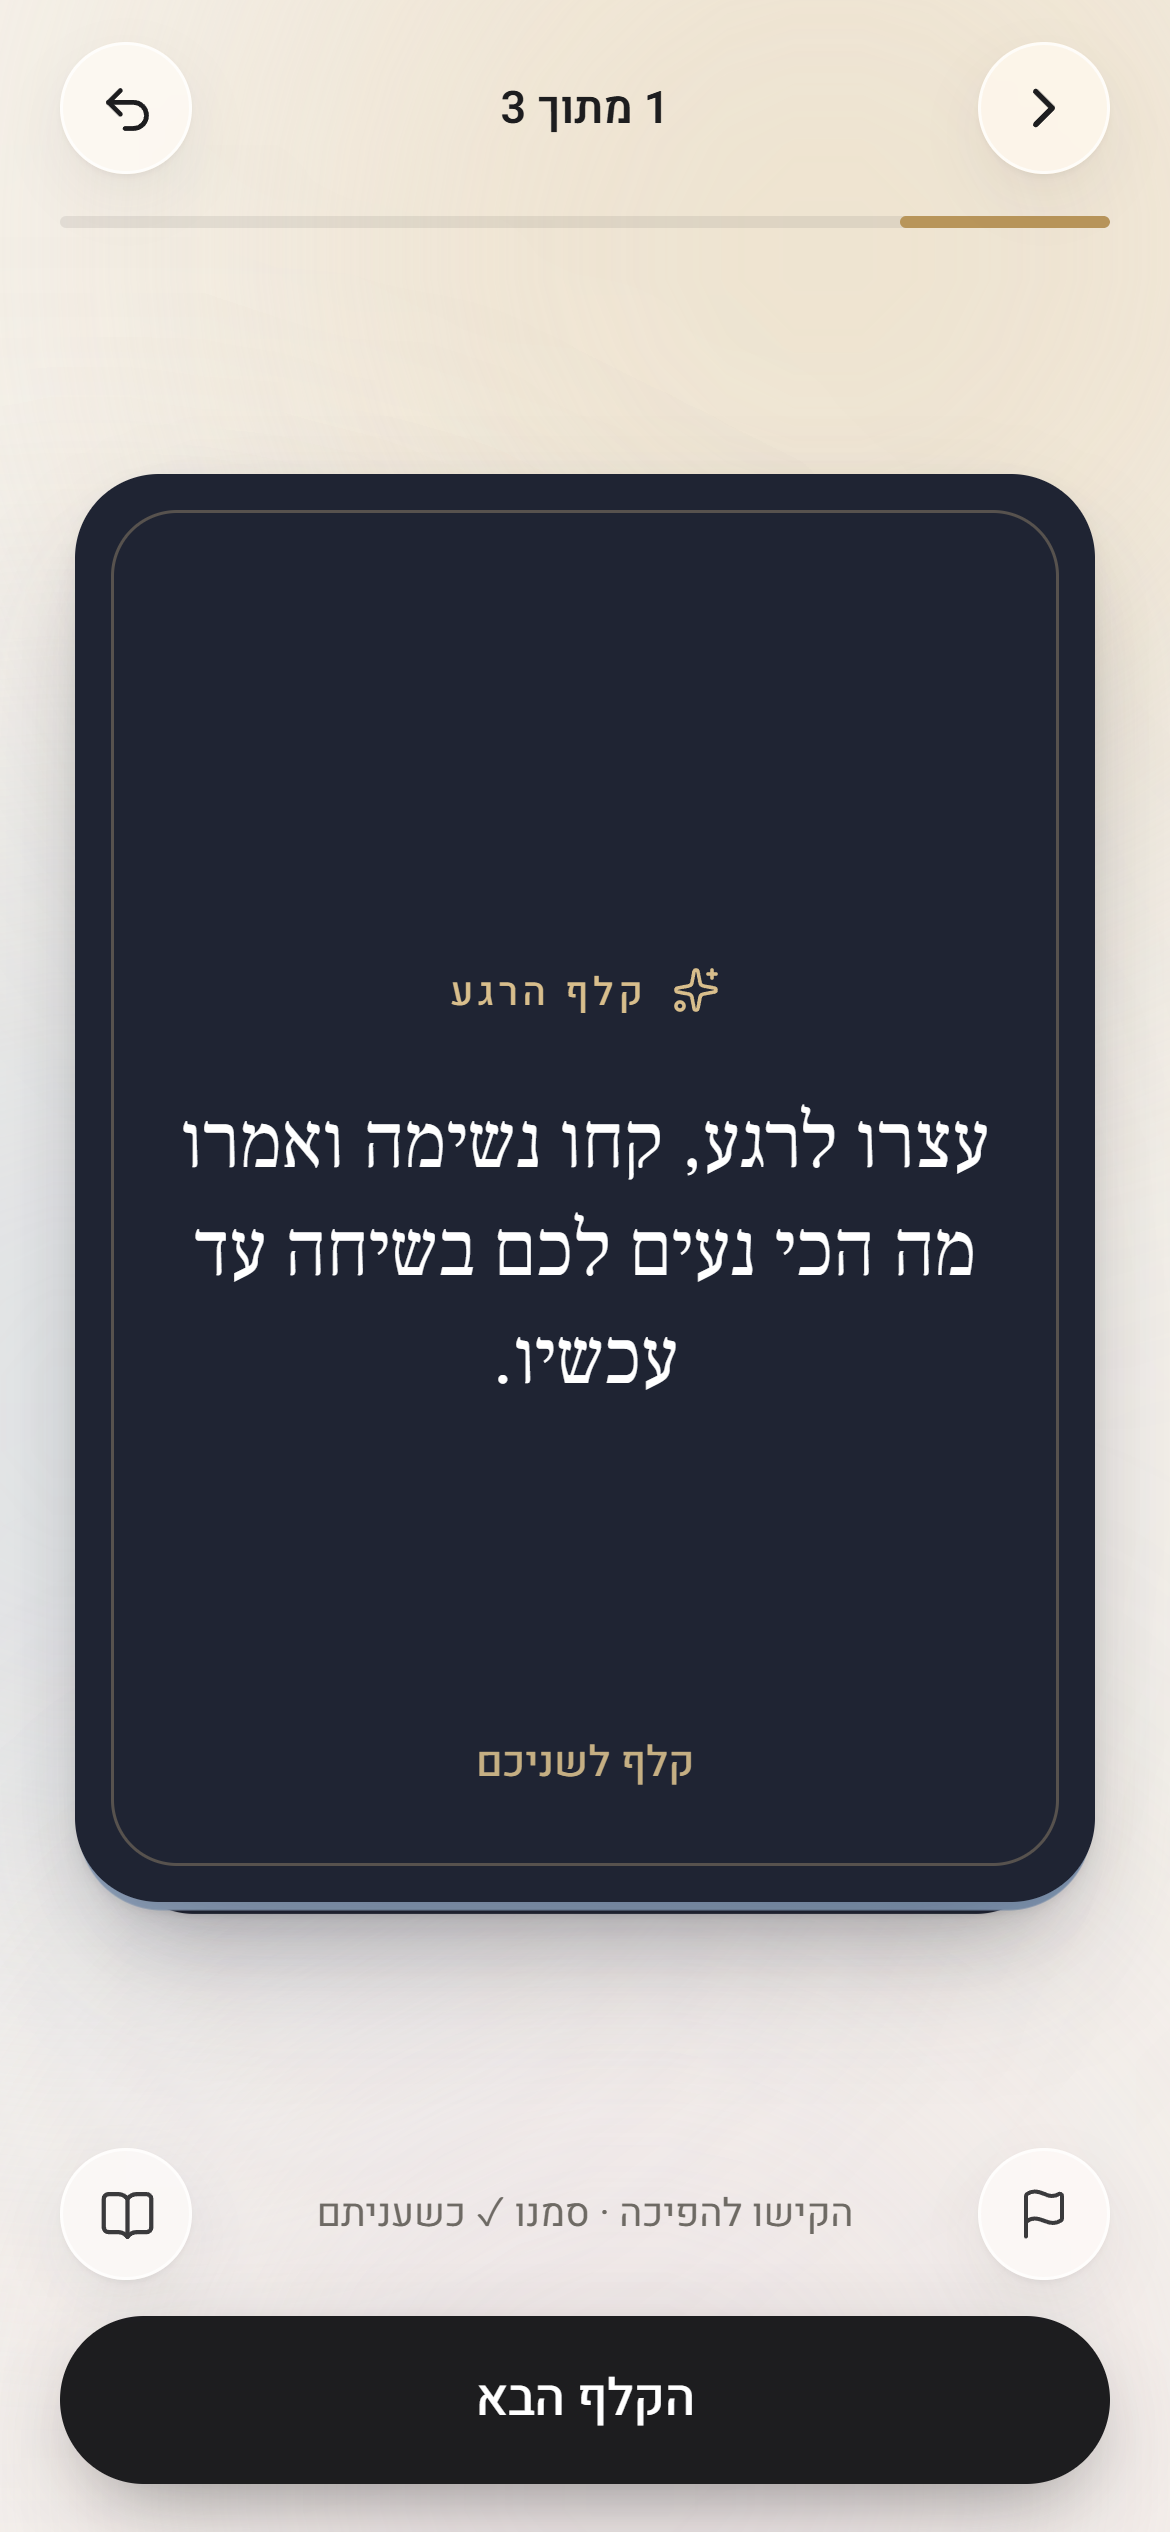 1 מתוך 3
קלף הרגע
עצרו לרגע, קחו נשימה ואמרו
מה הכי נעים לכם בשיחה עד
עכשיו.
קלף לשניכם
הקישו להפיכה · סמנו ✓ כשעניתם
הקלף הבא